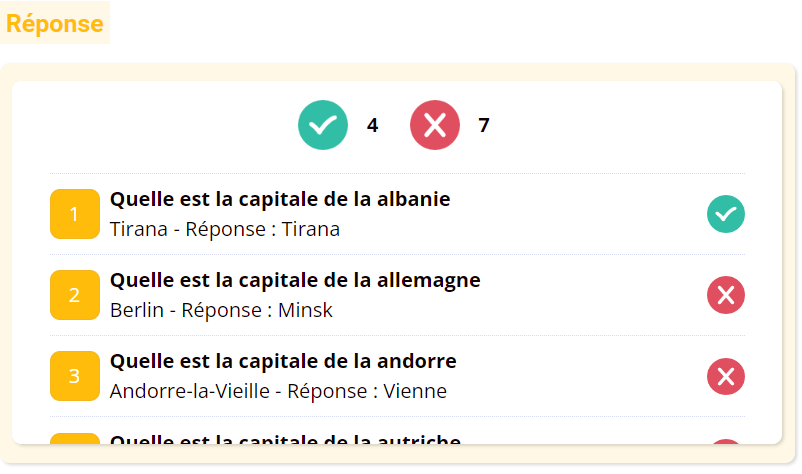 Réponse
4 7
Quelle est la capitale de la albanie
1
Tirana - Réponse : Tirana
Quelle est la capitale de la allemagne
2
Berlin - Réponse : Minsk
Quelle est la capitale de la andorre
3
Andorre-la-Vieille - Réponse : Vienne
Quelle est la capitale de la autriche